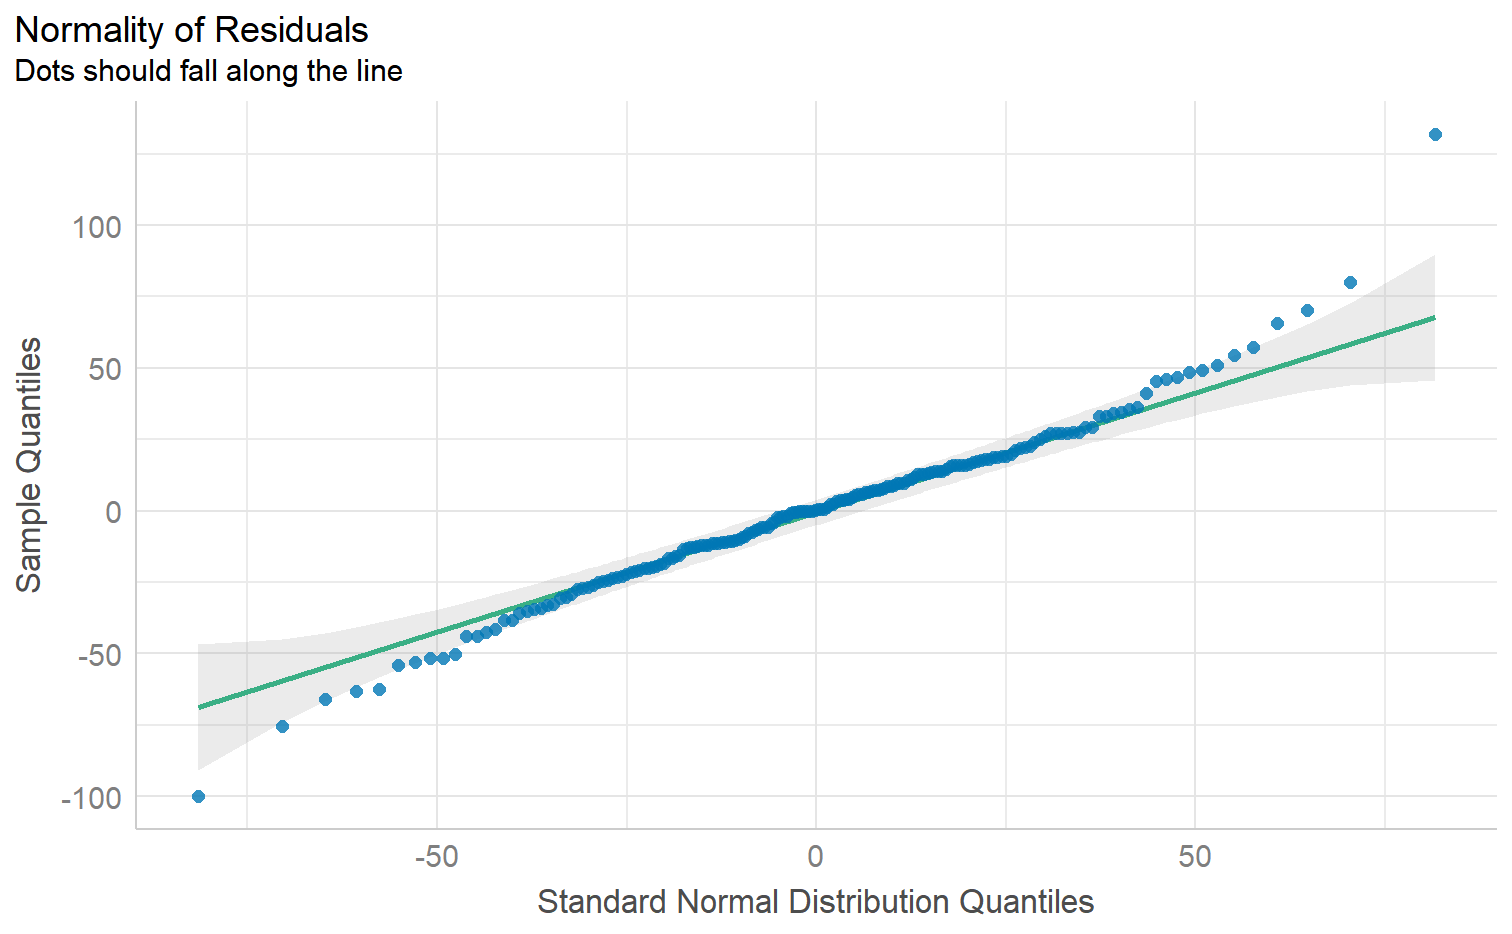 Normality of Residuals
Dots should fall along the line
100
50
0
-50
-100
Sample Quantiles
-50
0
50
Standard Normal Distribution Quantiles